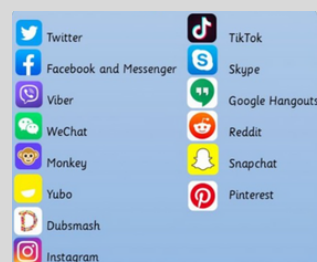 Twitter
Facebook and Messenger
Viber
WeChat
Monkey
Yubo
Dubsmash
Instagram
TikTok
Skype
Google Hangouts
Reddit
Snapchat
Pinterest